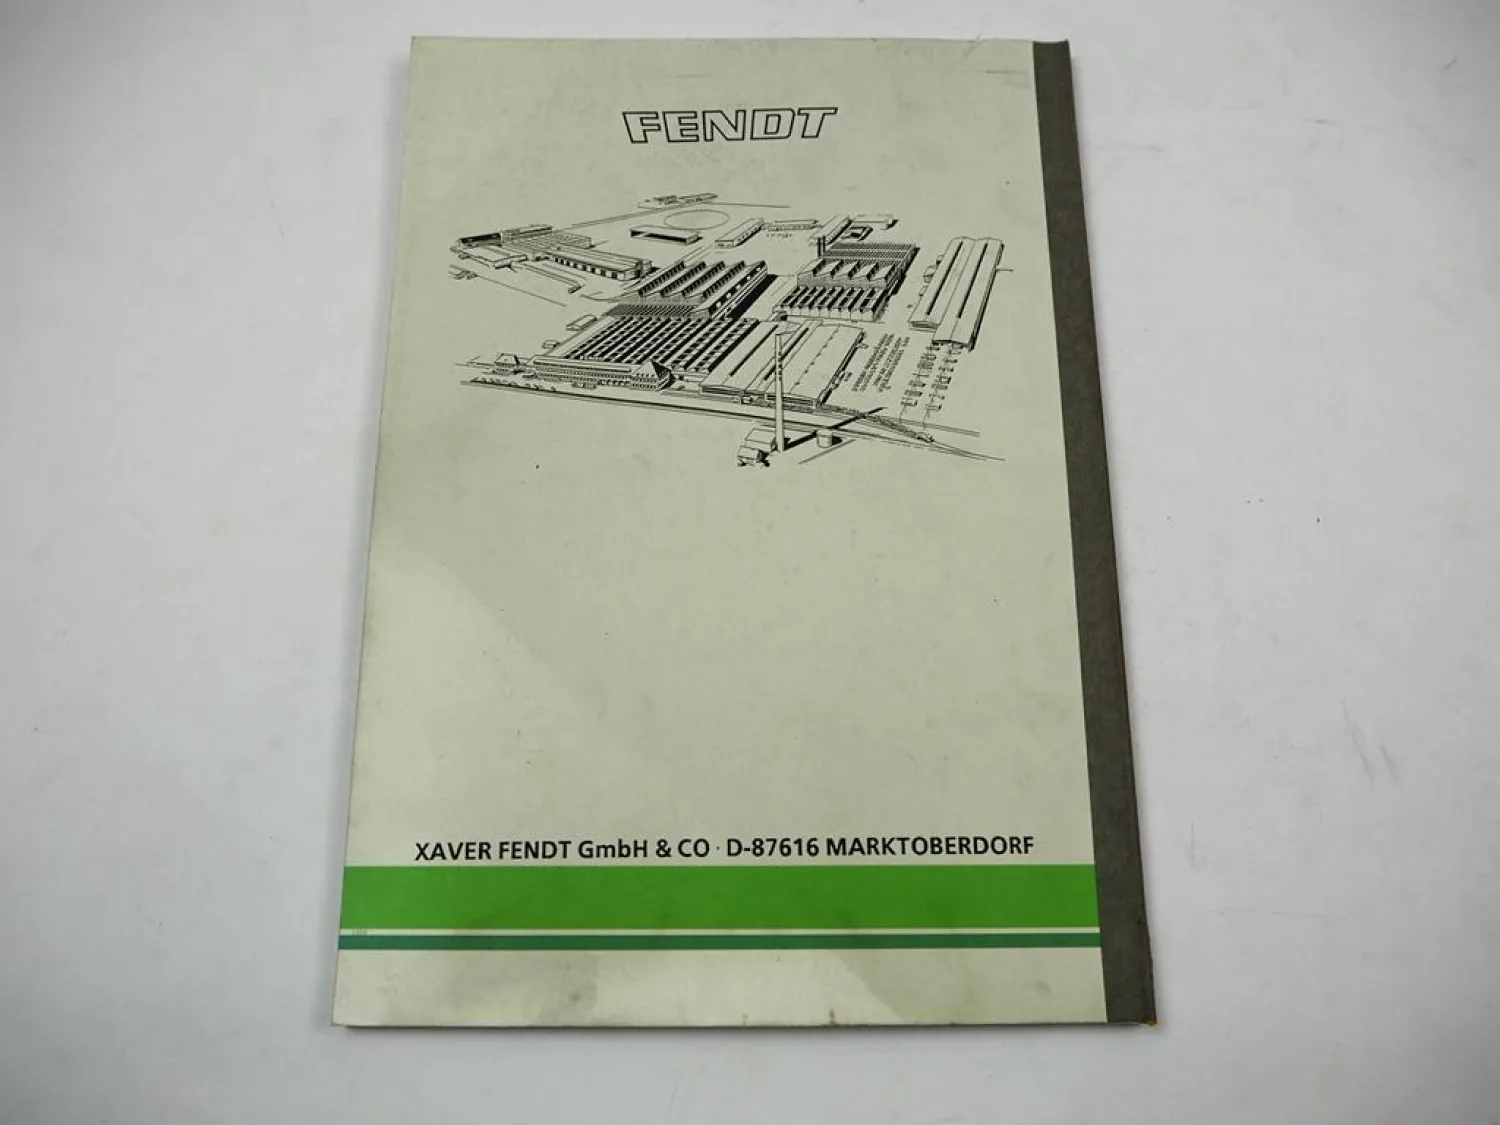 FENDT
XAVER FENDT GmbH & CO · D-87616 MARKTOBERDORF